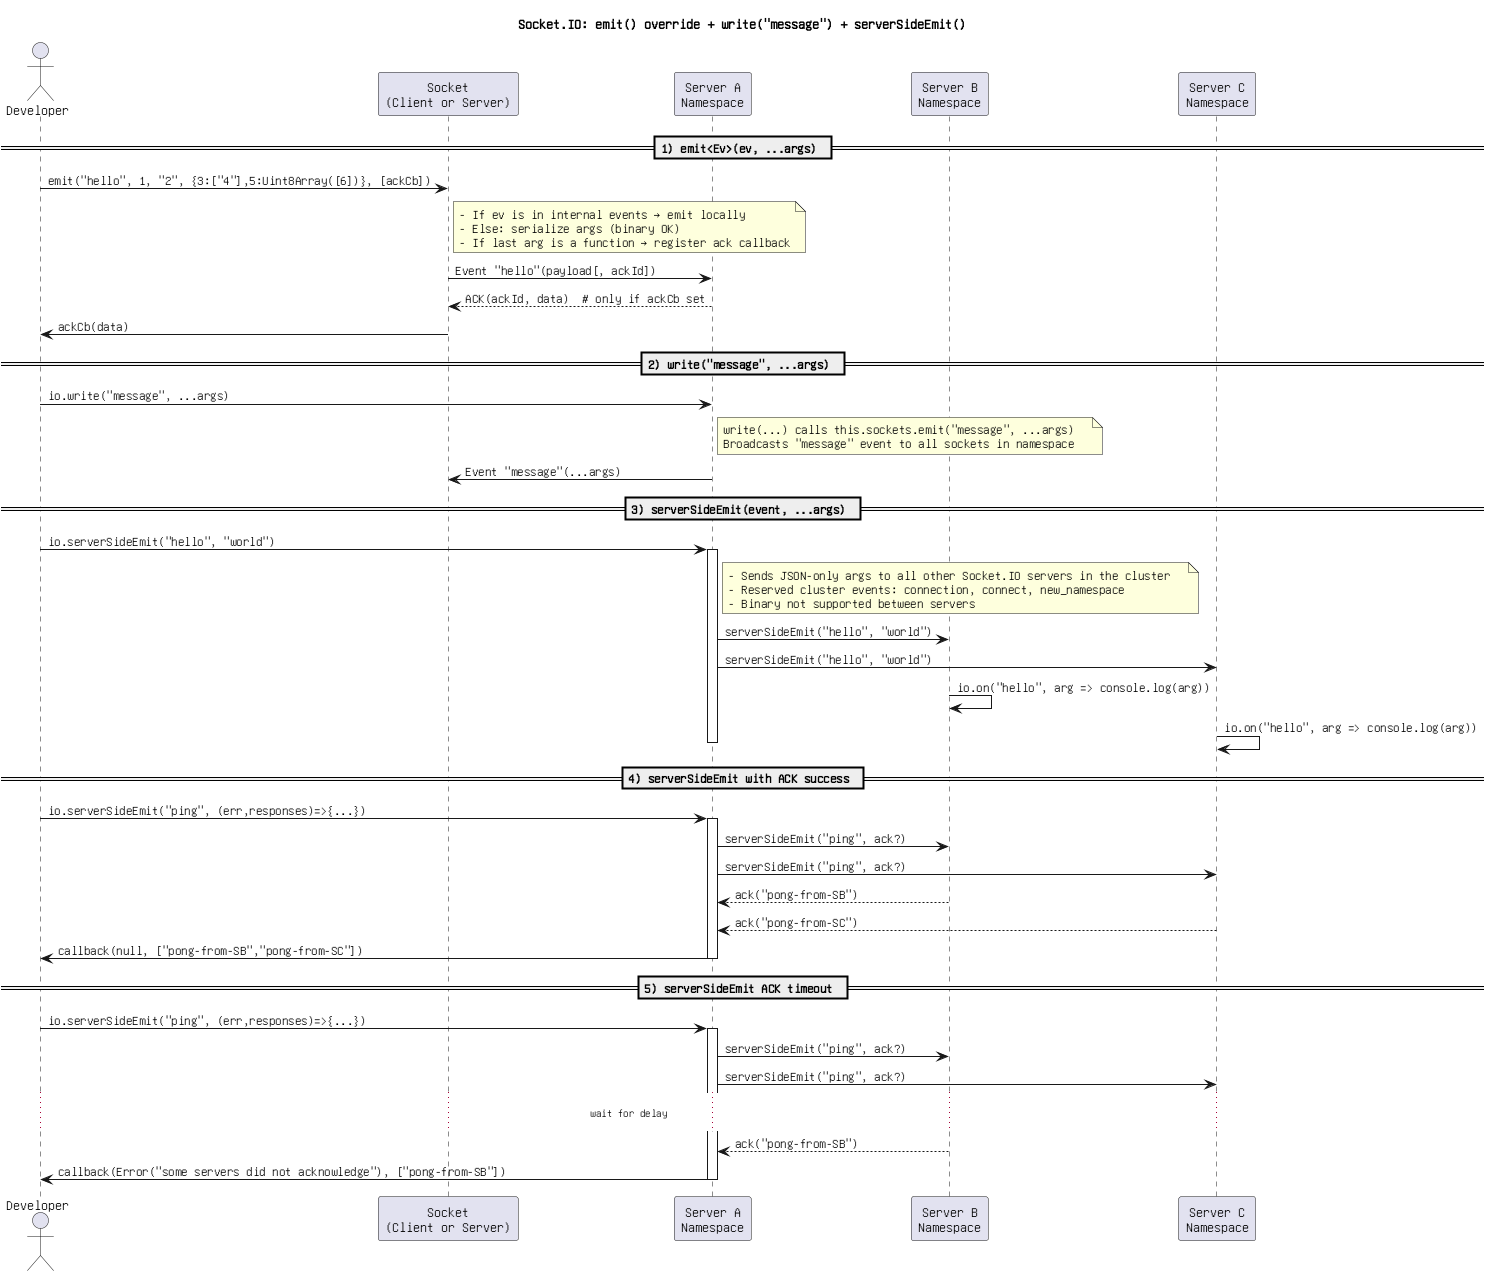 Socket.IO: emit() override + write("message") + serverSideEmit()
Developer
Socket
(Client or Server)
Server A
Namespace
Server B
Namespace
Server C
Namespace
1) emit<Ev>(ev, ...args)
emit("hello", 1, "2", {3:["4"],5:Uint8Array([6])}, [ackCb])
- If ev is in internal events → emit locally
- Else: serialize args (binary OK)
- If last arg is a function → register ack callback
Event "hello"(payload[, ackId])
ACK(ackId, data)  # only if ackCb set
ackCb(data)
2) write("message", ...args)
io.write("message", ...args)
write(...) calls this.sockets.emit("message", ...args)
Broadcasts "message" event to all sockets in namespace
Event "message"(...args)
3) serverSideEmit(event, ...args)
io.serverSideEmit("hello", "world")
- Sends JSON-only args to all other Socket.IO servers in the cluster
- Reserved cluster events: connection, connect, new_namespace
- Binary not supported between servers
serverSideEmit("hello", "world")
serverSideEmit("hello", "world")
io.on("hello", arg => console.log(arg))
io.on("hello", arg => console.log(arg))
4) serverSideEmit with ACK success
io.serverSideEmit("ping", (err,responses)=>{...})
serverSideEmit("ping", ack?)
serverSideEmit("ping", ack?)
ack("pong-from-SB")
ack("pong-from-SC")
callback(null, ["pong-from-SB","pong-from-SC"])
5) serverSideEmit ACK timeout
io.serverSideEmit("ping", (err,responses)=>{...})
serverSideEmit("ping", ack?)
serverSideEmit("ping", ack?)
wait for delay
ack("pong-from-SB")
callback(Error("some servers did not acknowledge"), ["pong-from-SB"])
Developer
Socket
(Client or Server)
Server A
Namespace
Server B
Namespace
Server C
Namespace